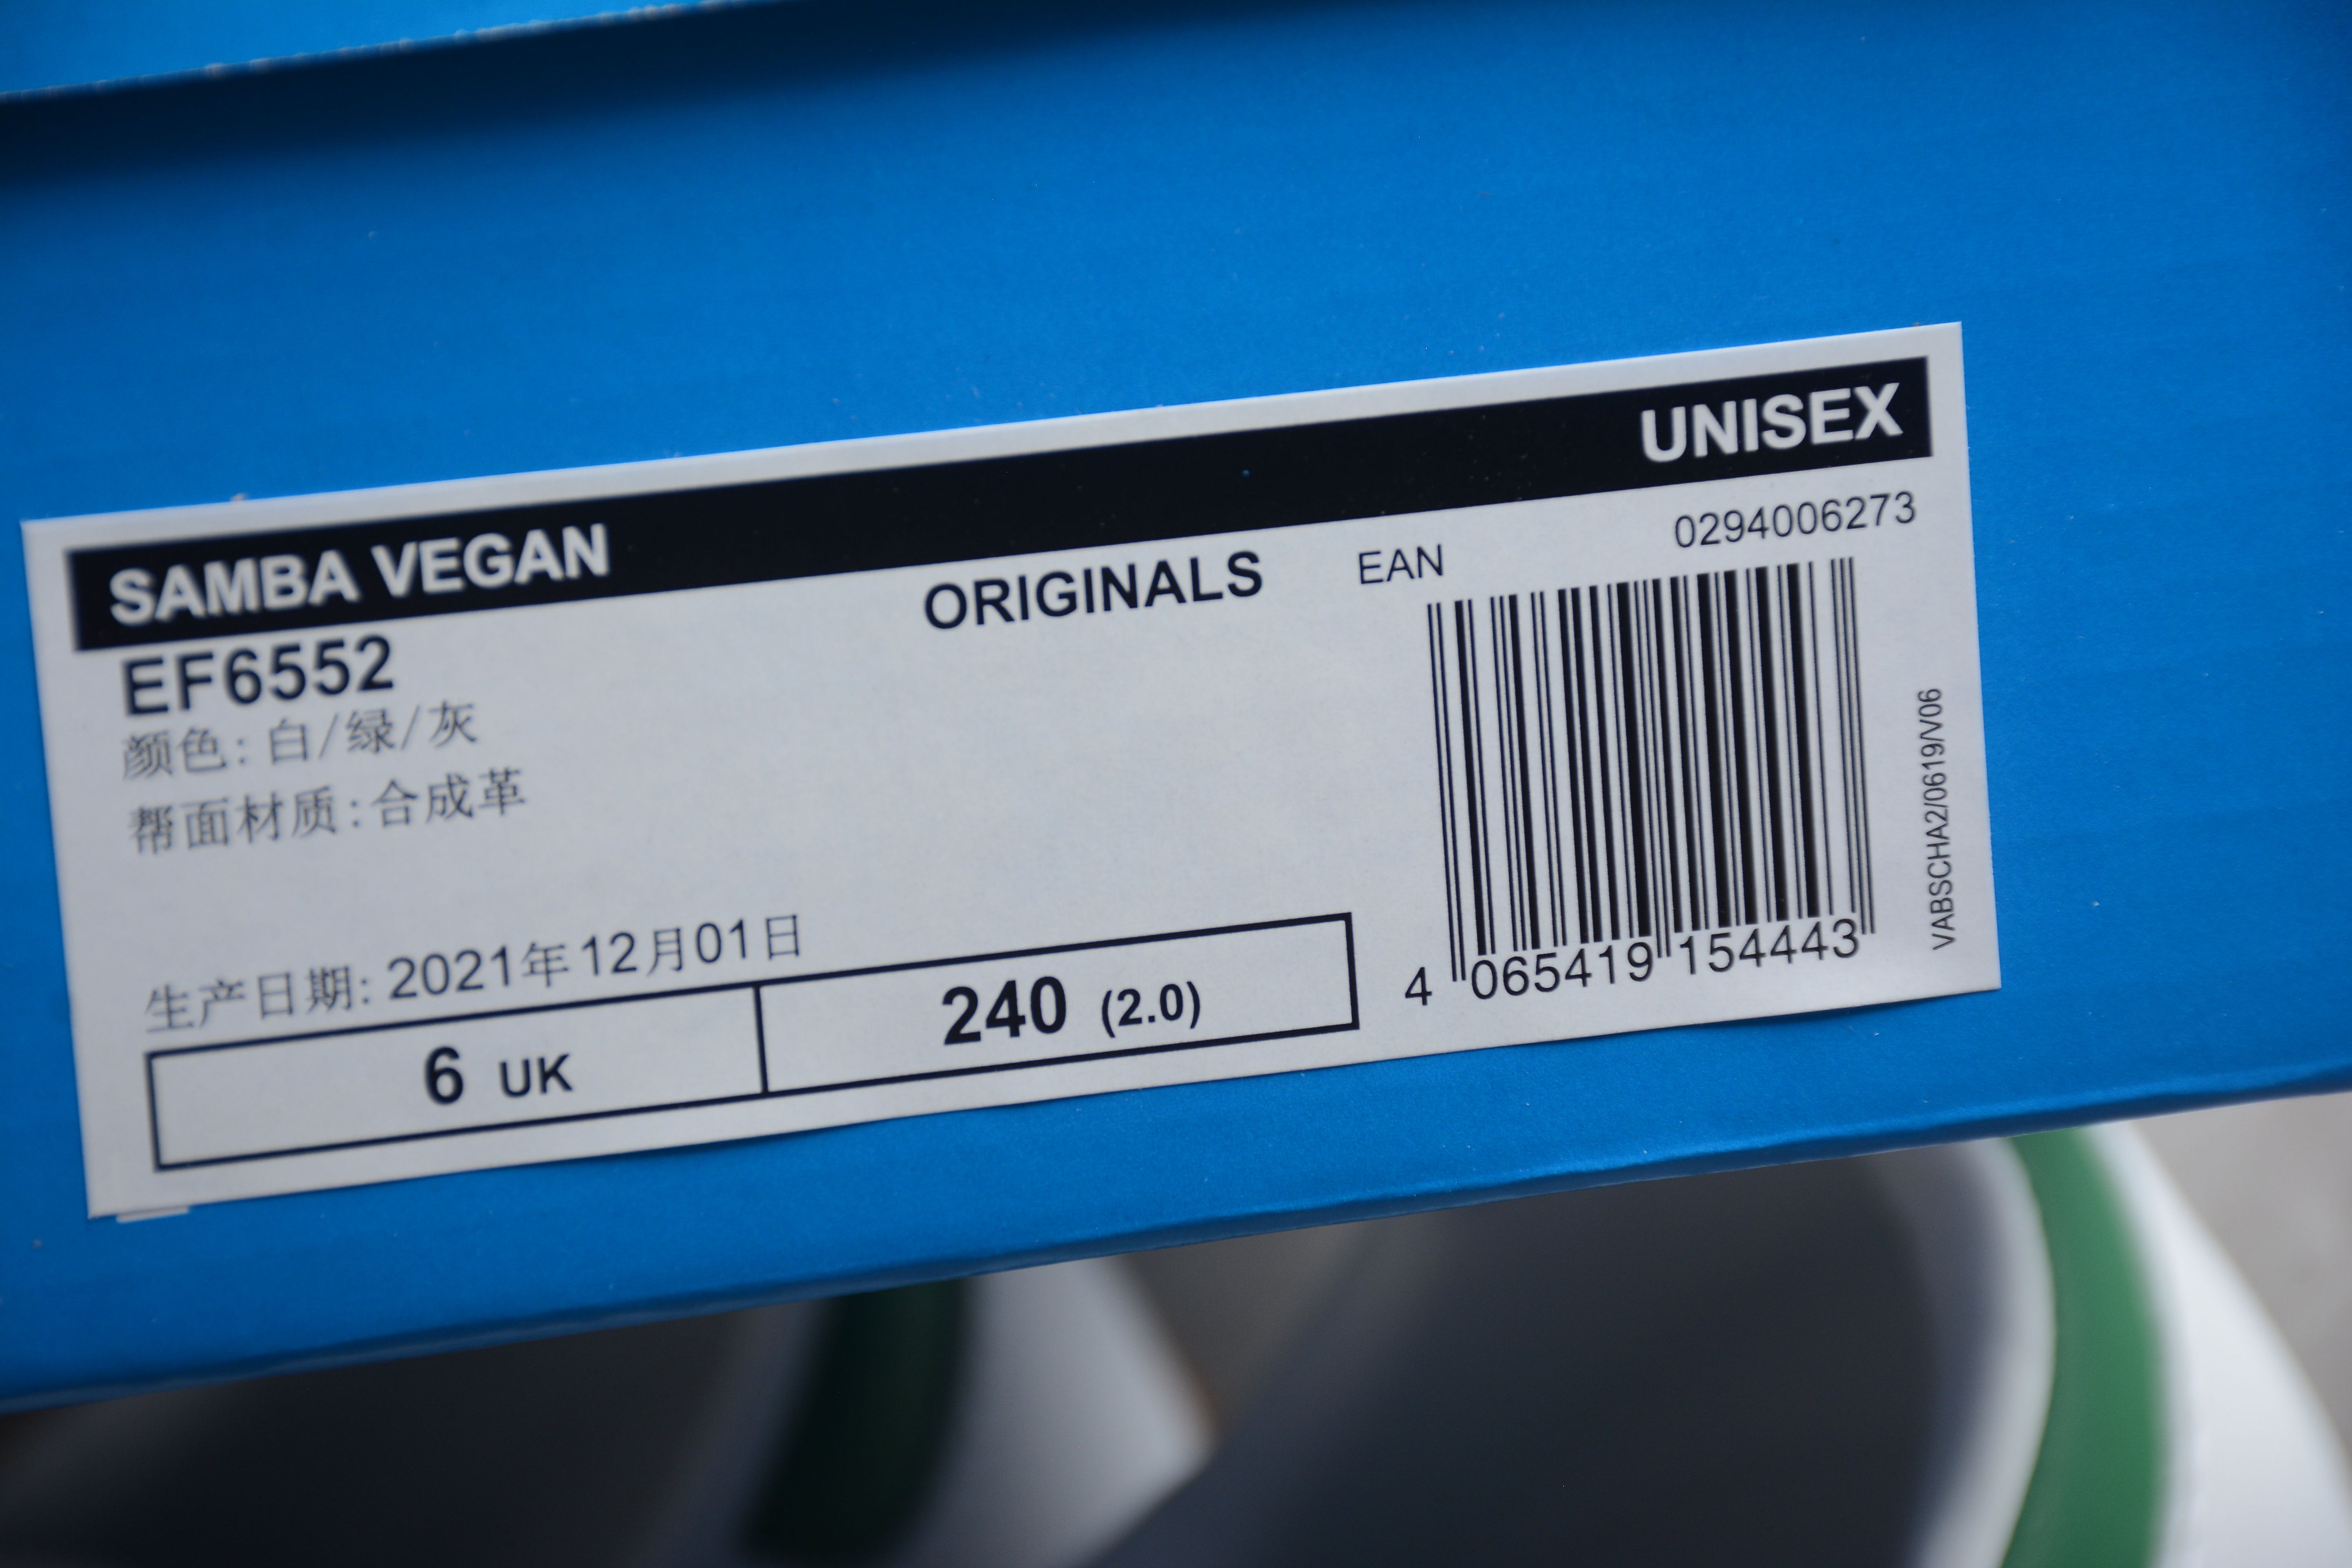 SAMBA VEGAN UNISEX
EF6552 ORIGINALS EAN 0294006273
颜色: 白/绿/灰
帮面材质: 合成革
生产日期: 2021年12月01日
6 UK 240 (2.0)
4 065419 154443
VABSCHA2/0619/V06